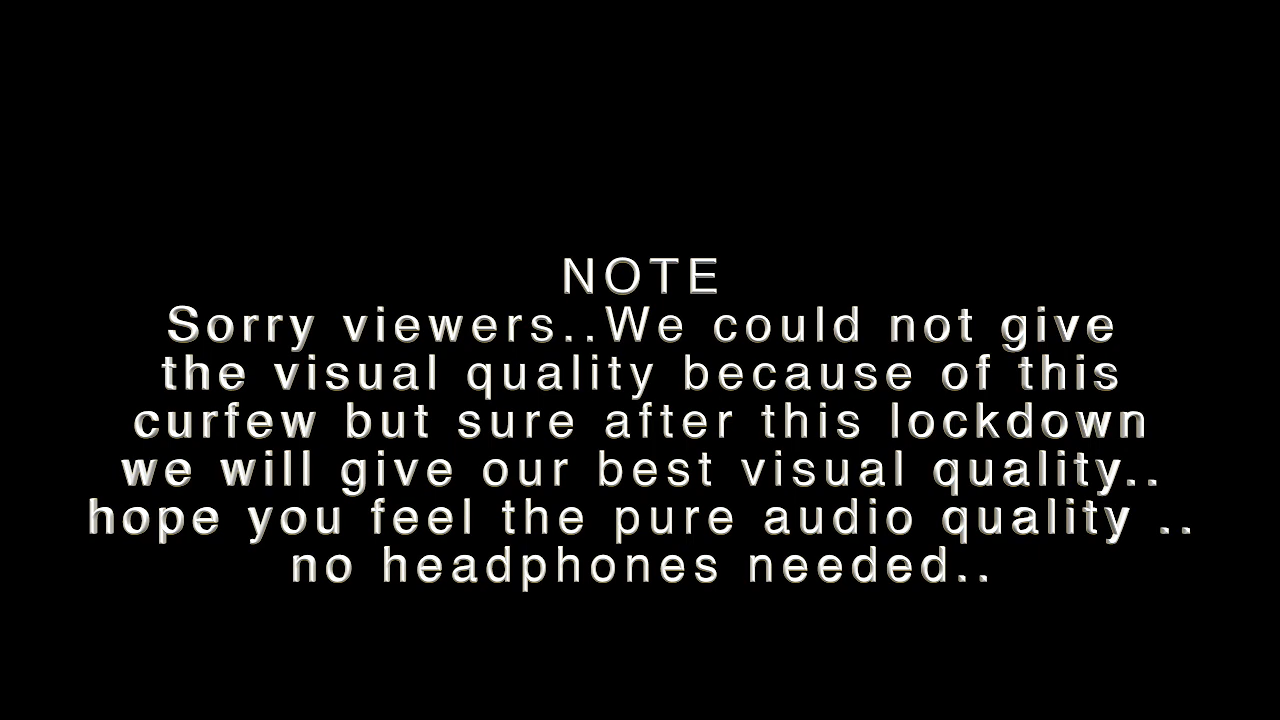 NOTE
Sorry viewers..We could not give
the visual quality because of this
curfew but sure after this lockdown
we will give our best visual quality..
hope you feel the pure audio quality ..
no headphones needed..